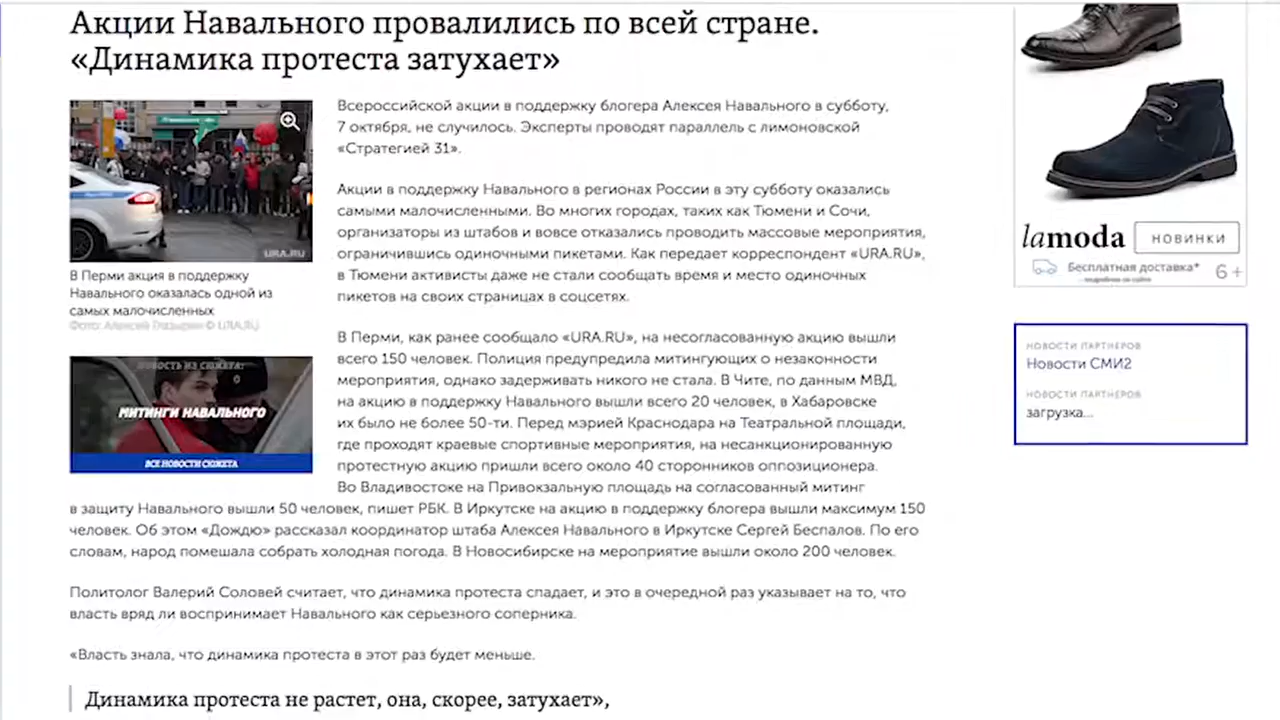 Акции Навального провалились по всей стране.
«Динамика протеста затухает»
URA.RU
В Перми акция в поддержку
Навального оказалась одной из
самых малочисленных
Фото: Алексей Глазырин © URA.RU
НОВОСТЬ ИЗ СЮЖЕТА:
МИТИНГИ НАВАЛЬНОГО
ВСЕ НОВОСТИ СЮЖЕТА
Всероссийской акции в поддержку блогера Алексея Навального в субботу,
7 октября, не случилось. Эксперты проводят параллель с лимоновской
«Стратегией 31».
Акции в поддержку Навального в регионах России в эту субботу оказались
самыми малочисленными. Во многих городах, таких как Тюмени и Сочи,
организаторы из штабов и вовсе отказались проводить массовые мероприятия,
ограничившись одиночными пикетами. Как передает корреспондент «URA.RU»,
в Тюмени активисты даже не стали сообщать время и место одиночных
пикетов на своих страницах в соцсетях.
В Перми, как ранее сообщало «URA.RU», на несогласованную акцию вышли
всего 150 человек. Полиция предупредила митингующих о незаконности
мероприятия, однако задерживать никого не стала. В Чите, по данным МВД,
на акцию в поддержку Навального вышли всего 20 человек, в Хабаровске
их было не более 50-ти. Перед мэрией Краснодара на Театральной площади,
где проходят краевые спортивные мероприятия, на несанкционированную
протестную акцию пришли всего около 40 сторонников оппозиционера.
Во Владивостоке на Привокзальную площадь на согласованный митинг
в защиту Навального вышли 50 человек, пишет РБК. В Иркутске на акцию в поддержку блогера вышли максимум 150
человек. Об этом «Дождю» рассказал координатор штаба Алексея Навального в Иркутске Сергей Беспалов. По его
словам, народ помешала собрать холодная погода. В Новосибирске на мероприятие вышли около 200 человек.
Политолог Валерий Соловей считает, что динамика протеста спадает, и это в очередной раз указывает на то, что
власть вряд ли воспринимает Навального как серьезного соперника.
«Власть знала, что динамика протеста в этот раз будет меньше.
Динамика протеста не растет, она, скорее, затухает»,
lamoda НОВИНКИ
Бесплатная доставка* 6+
НОВОСТИ ПАРТНЕРОВ
Новости СМИ2
НОВОСТИ ПАРТНЕРОВ
загрузка...